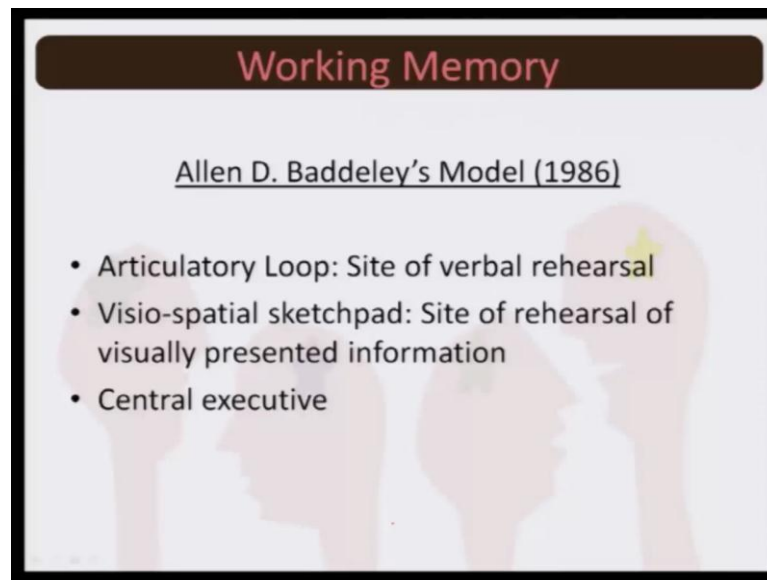 Working Memory
Allen D. Baddeley's Model (1986)
• Articulatory Loop: Site of verbal rehearsal
• Visio-spatial sketchpad: Site of rehearsal of
visually presented information
• Central executive